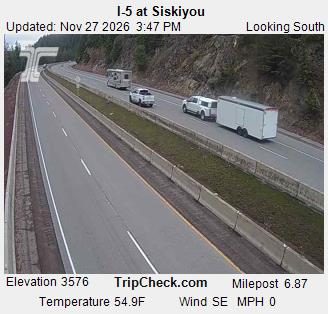 I-5 at Siskiyou
Updated: Nov 27 2026 3:47 PM Looking South
Elevation 3576 TripCheck.com Milepost 6.87
Temperature 54.9F Wind SE MPH 0